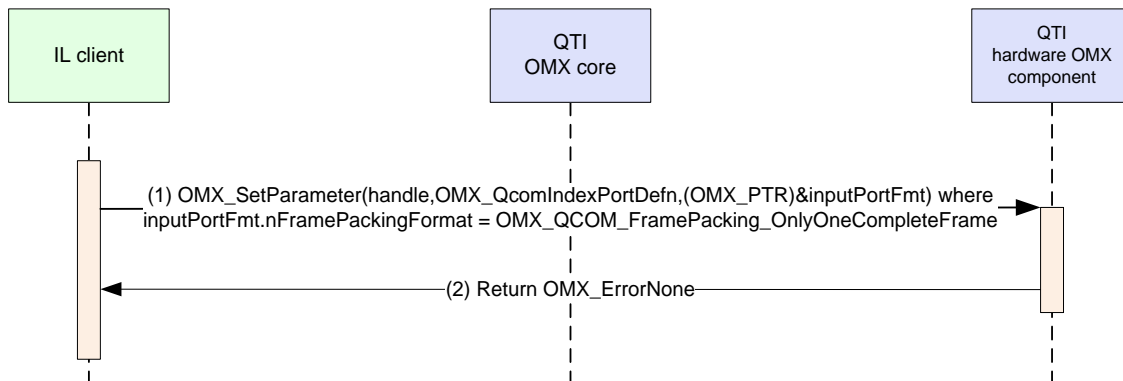 IL client
QTI
OMX core
QTI
hardware OMX
component
(1) OMX_SetParameter(handle,OMX_QcomIndexPortDefn,(OMX_PTR)&inputPortFmt) where
inputPortFmt.nFramePackingFormat = OMX_QCOM_FramePacking_OnlyOneCompleteFrame
(2) Return OMX_ErrorNone